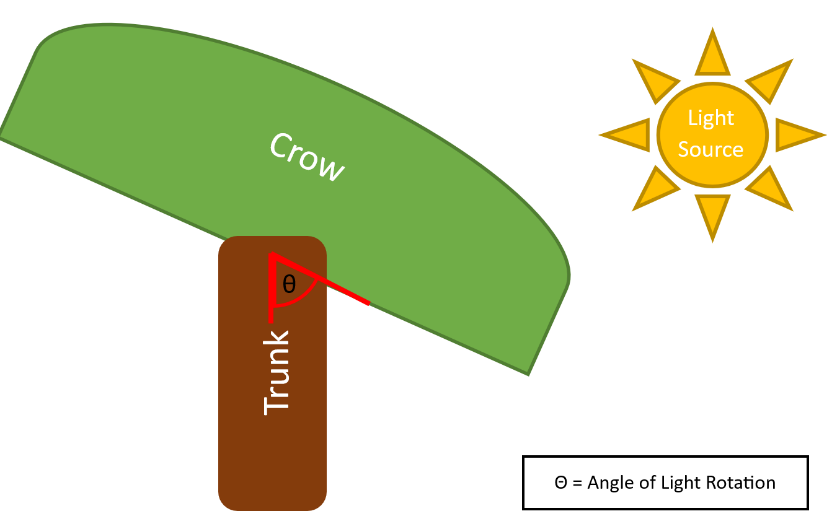 Light
Source
Crow
θ
Trunk
Θ = Angle of Light Rotation